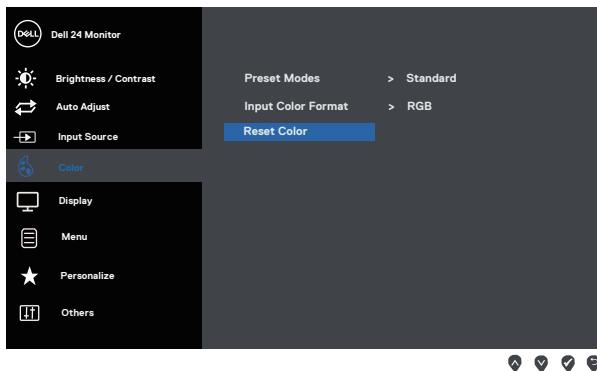 DELL Dell 24 Monitor
Brightness / Contrast
Auto Adjust
Input Source
Color
Display
Menu
Personalize
Others
Preset Modes > Standard
Input Color Format > RGB
Reset Color